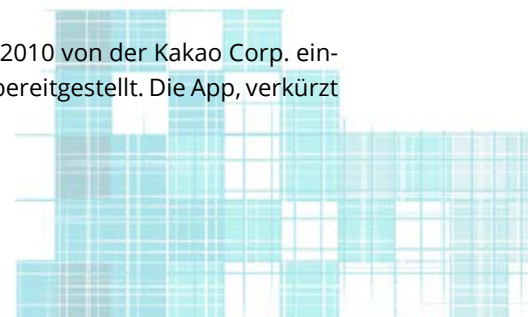 2010 von der Kakao Corp. ein-
bereitgestellt. Die App, verkürzt